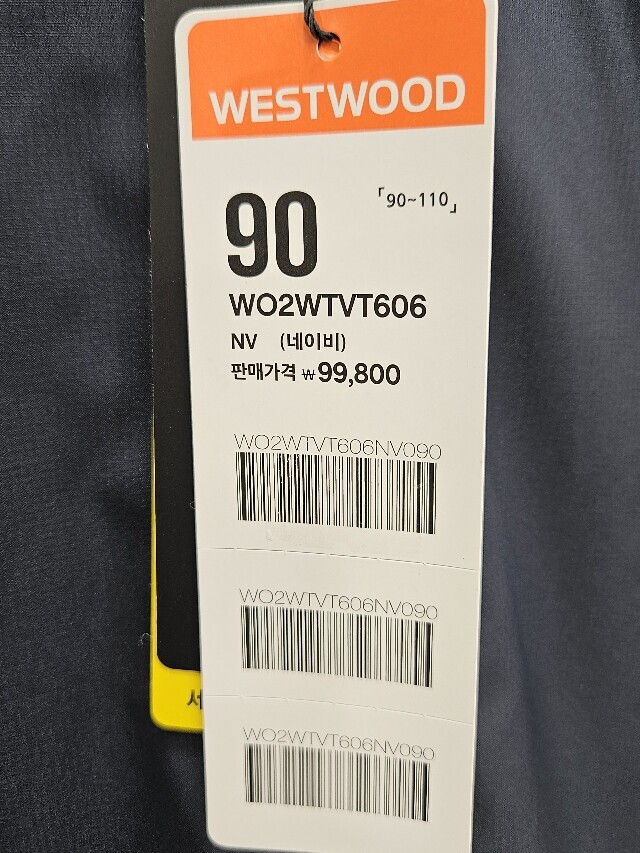 WESTWOOD
90 「90~110」
WO2WTVT606
NV (네이비)
판매가격 ₩99,800
WO2WTVT606NV090
WO2WTVT606NV090
WO2WTVT606NV090